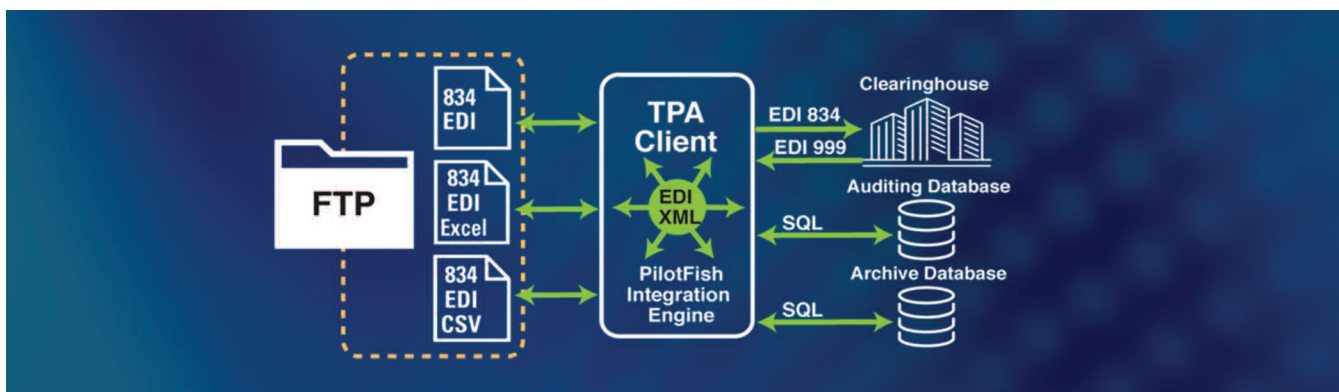 FTP
834
EDI
834
EDI
Excel
834
EDI
CSV
TPA
Client
EDI
XML
PilotFish
Integration
Engine
EDI 834
EDI 999
SQL
SQL
Clearinghouse
Auditing Database
Archive Database